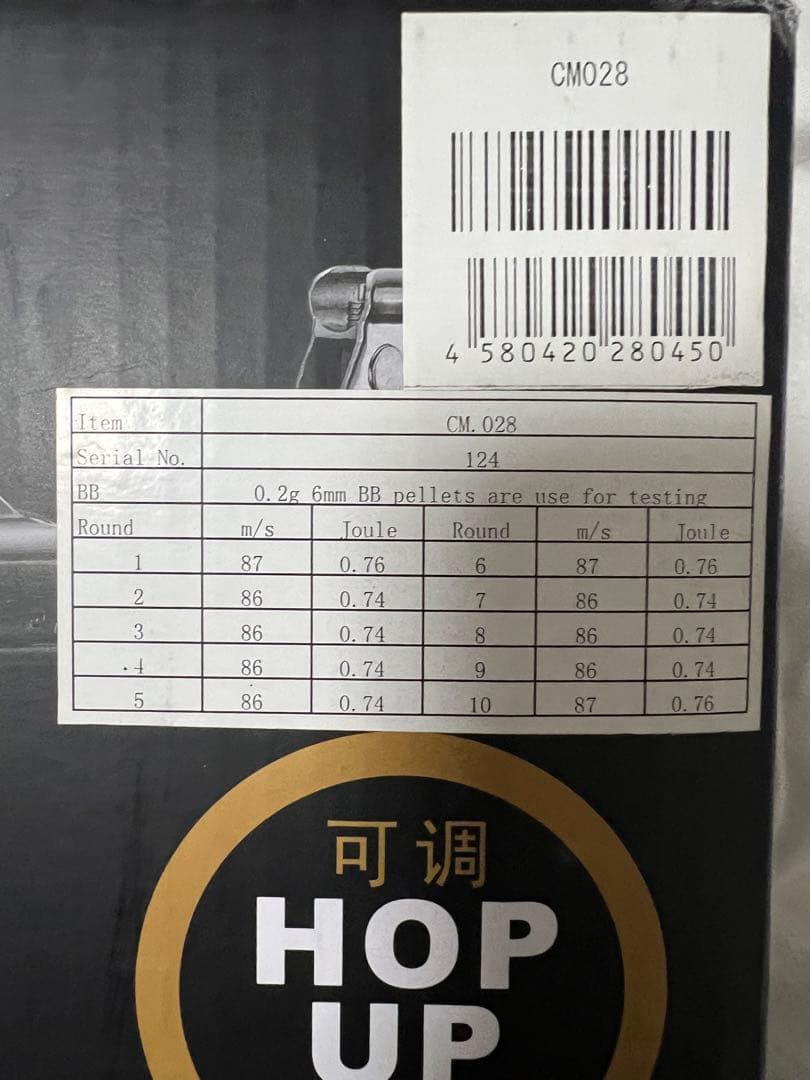 CM028
4 580420 280450
Item CM.028
Serial No. 124
BB 0.2g 6mm BB pellets are use for testing
Round m/s Joule Round m/s Joule
1 87 0.76 6 87 0.76
2 86 0.74 7 86 0.74
3 86 0.74 8 86 0.74
4 86 0.74 9 86 0.74
5 86 0.74 10 87 0.76
可调
HOP
UP